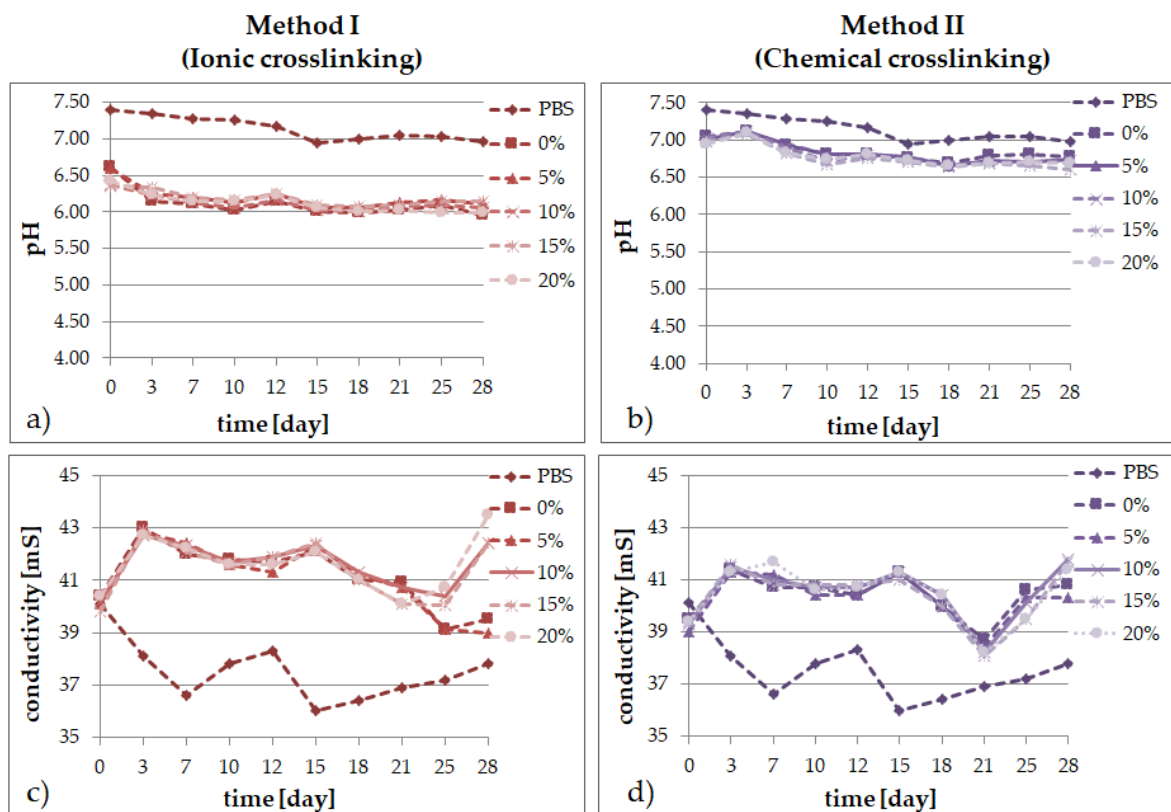 Method I
(Ionic crosslinking)
Method II
(Chemical crosslinking)
7.50
7.00
6.50
6.00
5.50
5.00
4.50
4.00
pH
0 3 7 10 12 15 18 21 25 28
time [day]
a)
PBS
0%
5%
10%
15%
20%
7.50
7.00
6.50
6.00
5.50
5.00
4.50
4.00
pH
0 3 7 10 12 15 18 21 25 28
time [day]
b)
PBS
0%
5%
10%
15%
20%
45
43
41
39
37
35
conductivity [mS]
0 3 7 10 12 15 18 21 25 28
time [day]
c)
PBS
0%
5%
10%
15%
20%
45
43
41
39
37
35
conductivity [mS]
0 3 7 10 12 15 18 21 25 28
time [day]
d)
PBS
0%
5%
10%
15%
20%